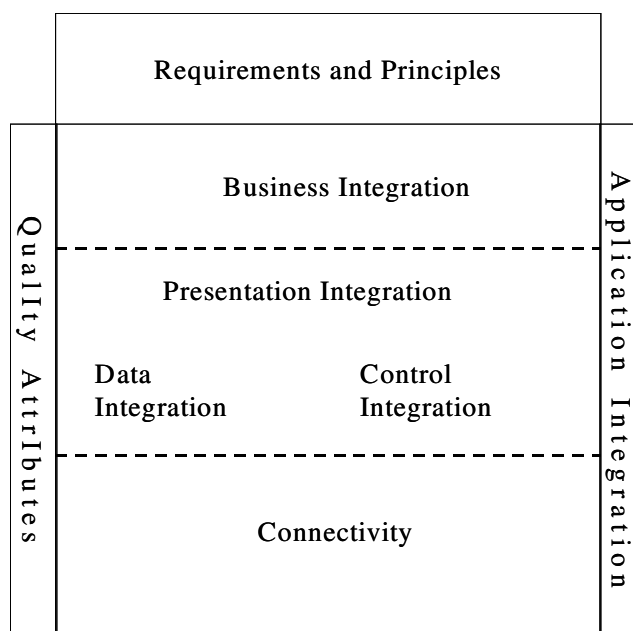 Requirements and Principles
Business Integration
Presentation Integration
Data
Integration
Control
Integration
Connectivity
QualIty AttrIbutes
Application Integration